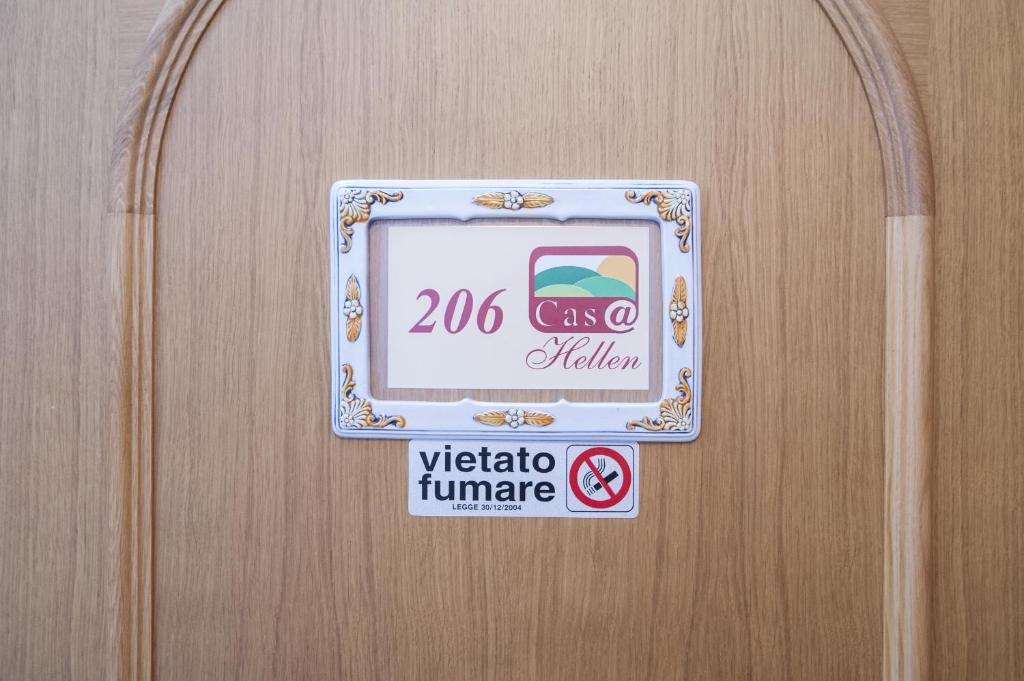 206
Cas@
Hellen
vietato
fumare
LEGGE 30/12/2004